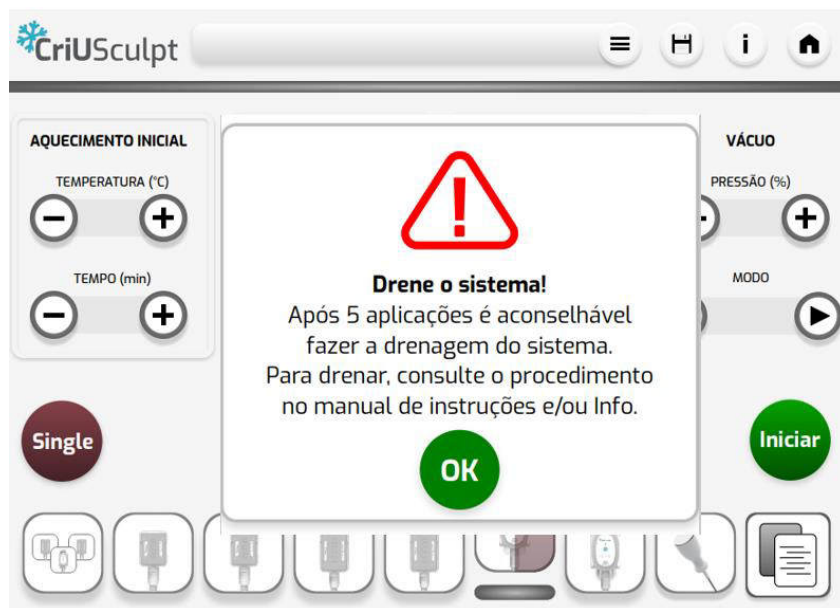 CriUSculpt
i
AQUECIMENTO INICIAL
TEMPERATURA (°C)
TEMPO (min)
VÁCUO
PRESSÃO (%)
MODO
Drene o sistema!
Após 5 aplicações é aconselhável
fazer a drenagem do sistema.
Para drenar, consulte o procedimento
no manual de instruções e/ou Info.
OK
Single
Iniciar